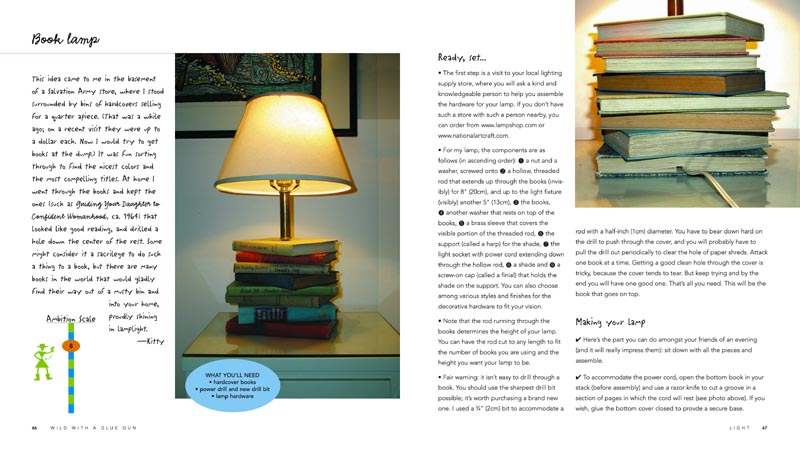 Book lamp
This idea came to me in the basement
of a Salvation Army store, where I stood
surrounded by bins of hardcovers selling
for a quarter apiece. (That was a while
ago; on a recent visit they were up to
a dollar each. Now I would try to get
books at the dump.) It was fun sorting
through to find the nicest colors and
the most compelling titles. At home I
went through the books and kept the
ones (such as Guiding Your Daughter to
Confident Womanhood, ca. 1964) that
looked like good reading, and drilled a
hole down the center of the rest. Some
might consider it a sacrilege to do such
a thing to a book, but there are many
books in the world that would gladly
find their way out of a musty bin and
into your home,
proudly shining
in lamplight.
—Kitty
Ambition Scale
8
WHAT YOU'LL NEED
• hardcover books
• power drill and new drill bit
• lamp hardware
66 WILD WITH A GLUE GUN
Ready, set...
• The first step is a visit to your local lighting
supply store, where you will ask a kind and
knowledgeable person to help you assemble
the hardware for your lamp. If you don't have
such a store with such a person nearby, you
can order from www.lampshop.com or
www.nationalartcraft.com.
• For my lamp, the components are as
follows (in ascending order): ❶ a nut and a
washer, screwed onto ❷ a hollow, threaded
rod that extends up through the books (invis-
ibly) for 8" (20cm), and up to the light fixture
(visibly) another 5" (13cm), ❸ the books,
❹ another washer that rests on top of the
books, ❺ a brass sleeve that covers the
visible portion of the threaded rod, ❻ the
support (called a harp) for the shade, ❼ the
light socket with power cord extending down
through the hollow rod, ❽ a shade and ❾ a
screw-on cap (called a finial) that holds the
shade on the support. You can also choose
among various styles and finishes for the
decorative hardware to fit your vision.
• Note that the rod running through the
books determines the height of your lamp.
You can have the rod cut to any length to fit
the number of books you are using and the
height you want your lamp to be.
• Fair warning: it isn't easy to drill through a
book. You should use the sharpest drill bit
possible; it's worth purchasing a brand new
one. I used a ¾" (2cm) bit to accommodate a
rod with a half-inch (1cm) diameter. You have to bear down hard on
the drill to push through the cover, and you will probably have to
pull the drill out periodically to clear the hole of paper shreds. Attack
one book at a time. Getting a good clean hole through the cover is
tricky, because the cover tends to tear. But keep trying and by the
end you will have one good one. That's all you need. This will be the
book that goes on top.
Making your lamp
✔ Here's the part you can do amongst your friends of an evening
(and it will really impress them): sit down with all the pieces and
assemble.
✔ To accommodate the power cord, open the bottom book in your
stack (before assembly) and use a razor knife to cut a groove in a
section of pages in which the cord will rest (see photo above). If you
wish, glue the bottom cover closed to provde a secure base.
LIGHT 67